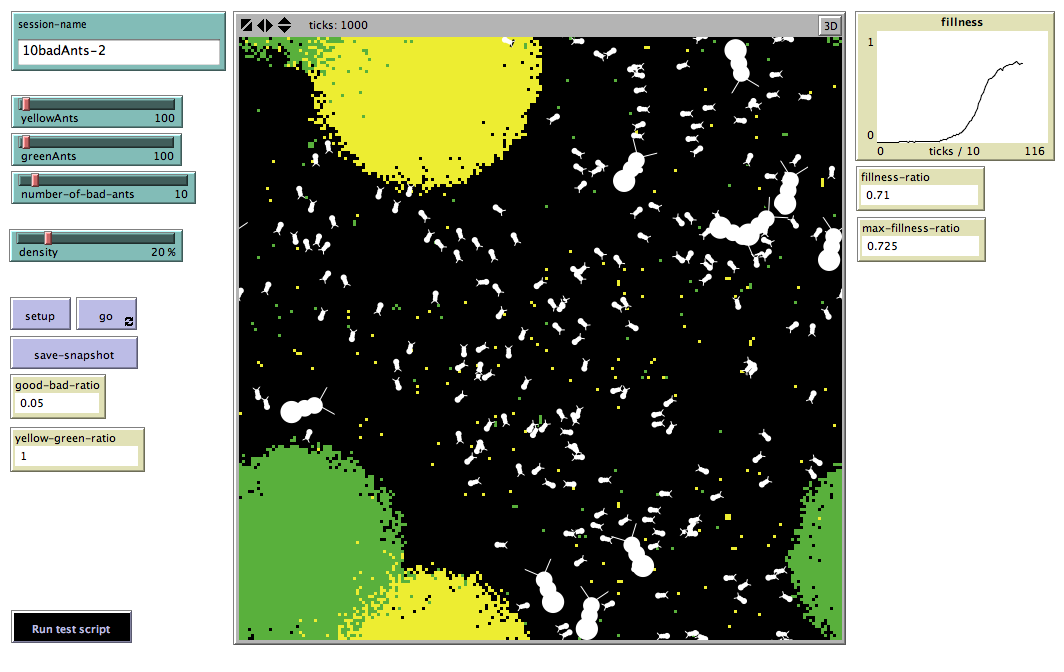 session-name
10badAnts-2
yellowAnts 100
greenAnts 100
number-of-bad-ants 10
density 20 %
setup go
save-snapshot
good-bad-ratio
0.05
yellow-green-ratio
1
Run test script
ticks: 1000 3D
fillness
1
0
0 ticks / 10 116
fillness-ratio
0.71
max-fillness-ratio
0.725